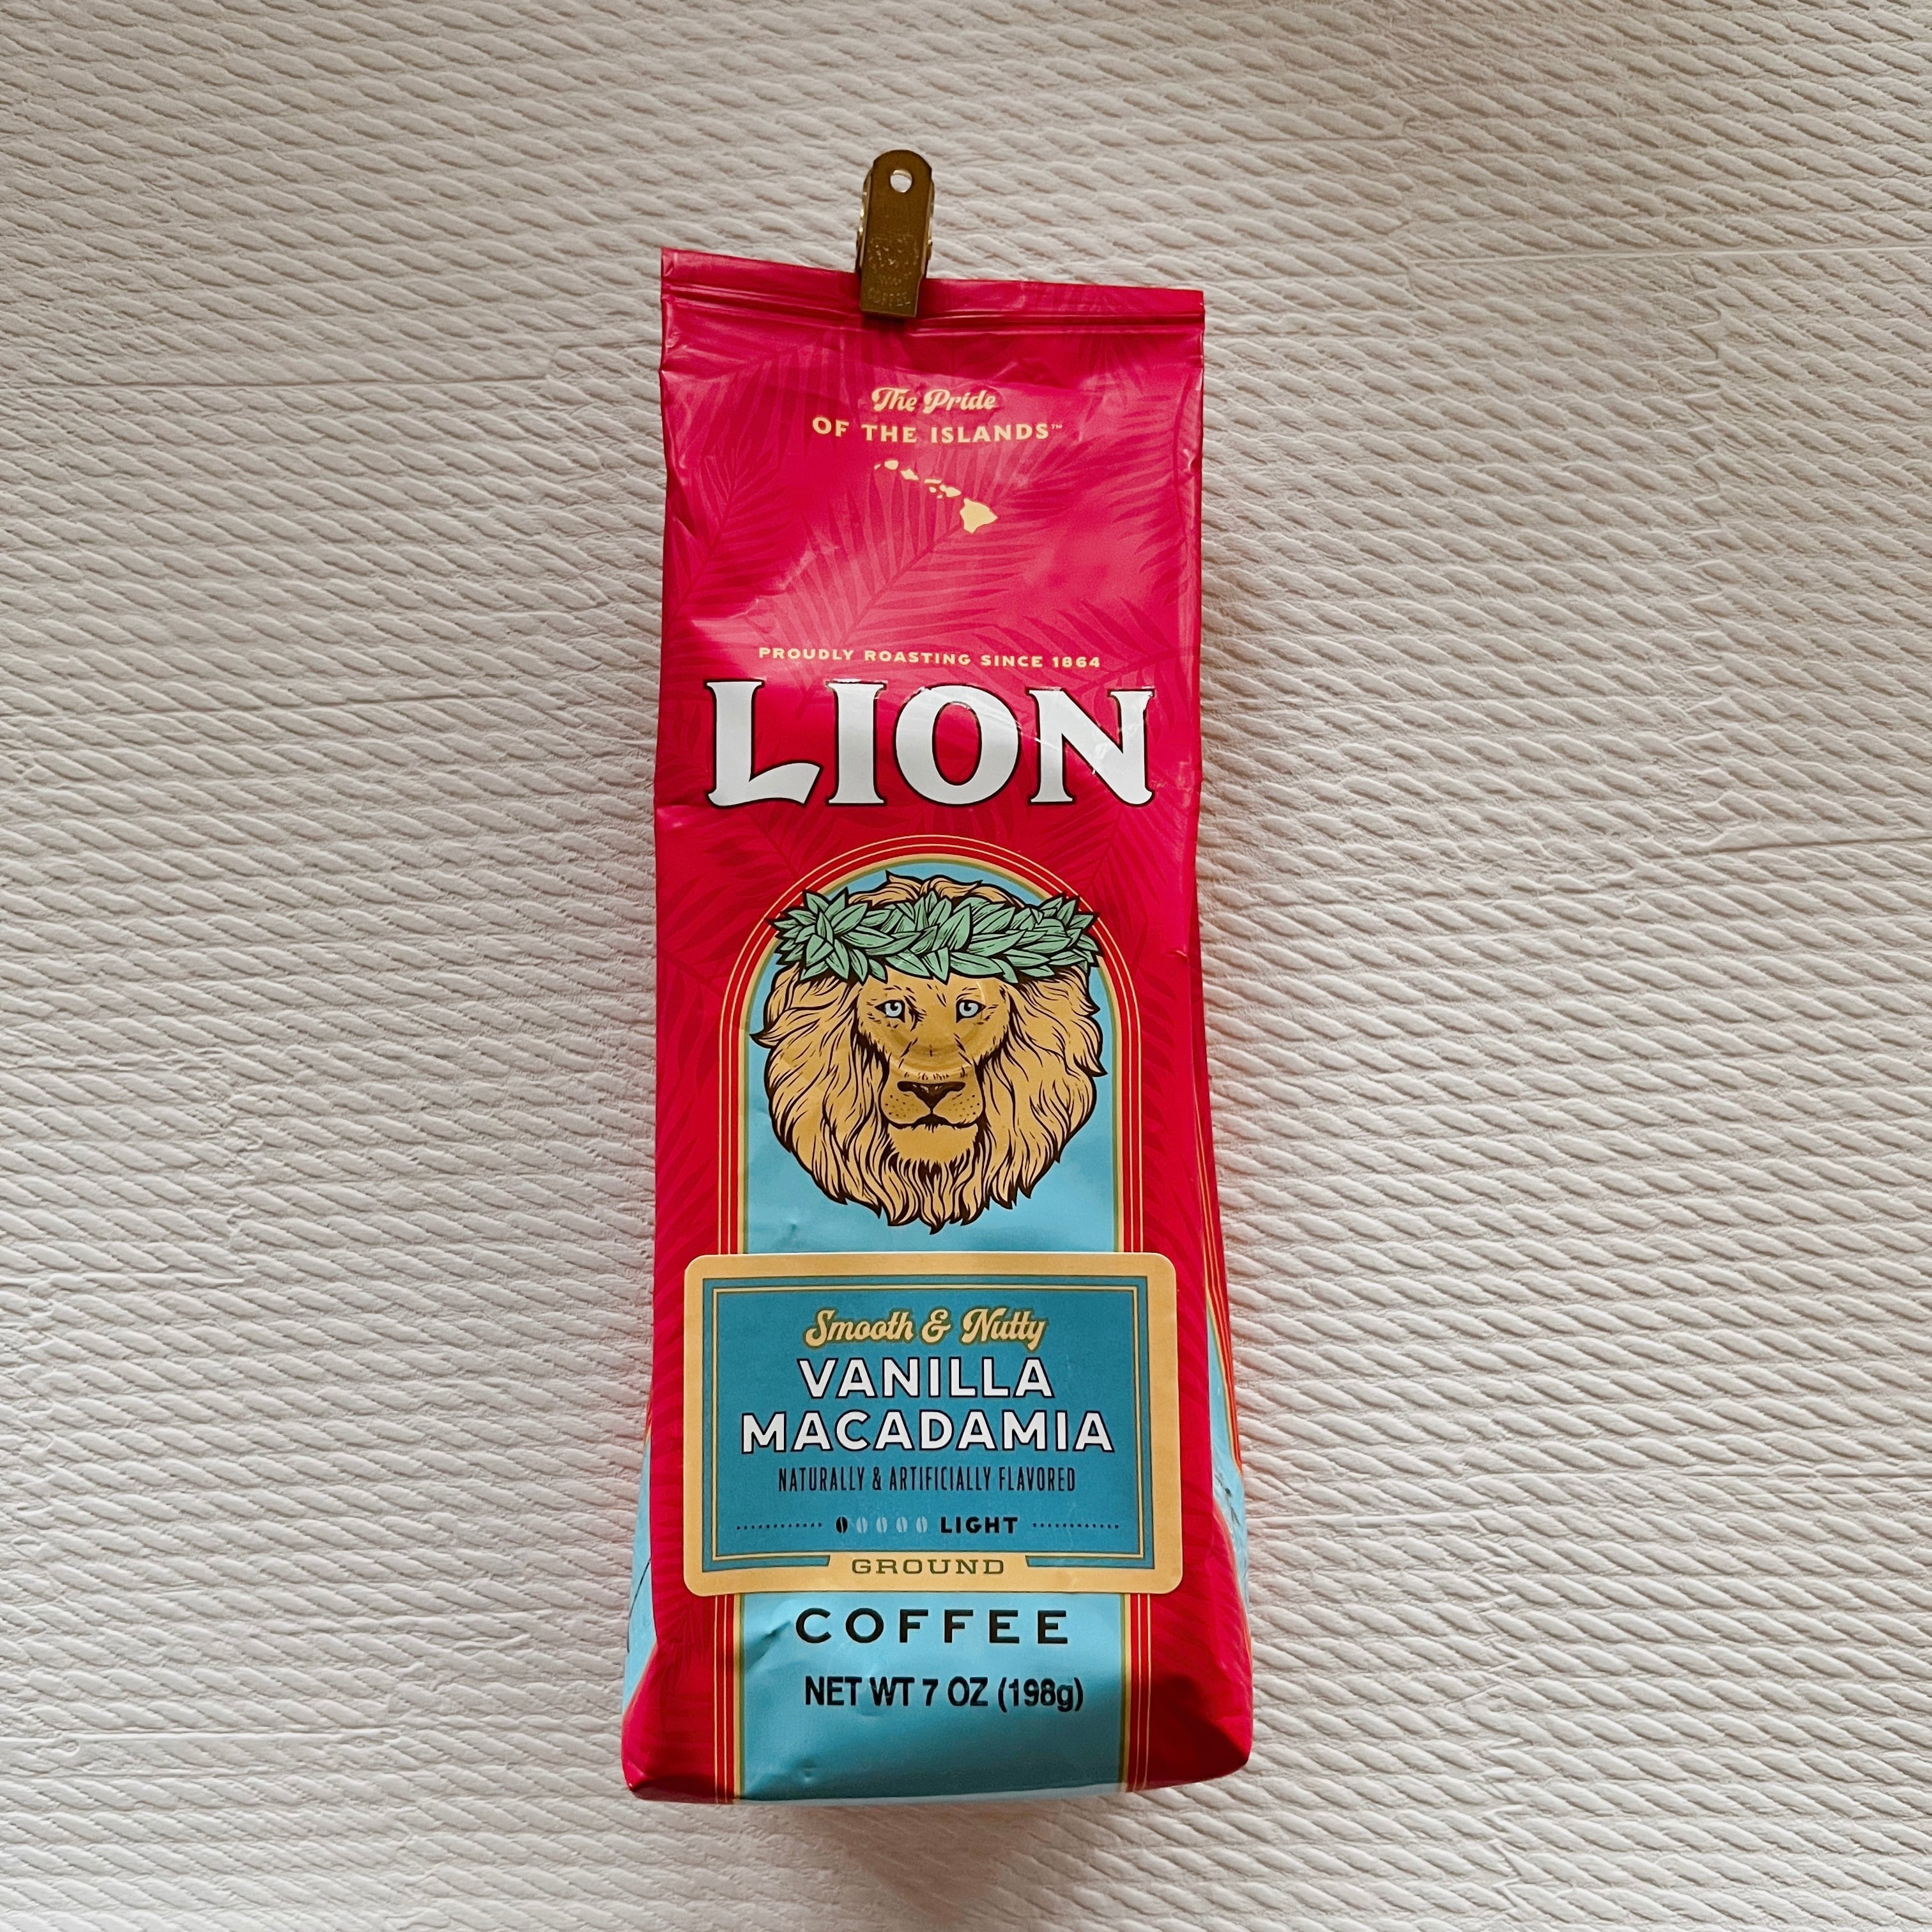 COFFEE
The Pride
OF THE ISLANDS™
PROUDLY ROASTING SINCE 1864
LION
Smooth & Nutty
VANILLA
MACADAMIA
NATURALLY & ARTIFICIALLY FLAVORED
LIGHT
GROUND
COFFEE
NET WT 7 OZ (198g)